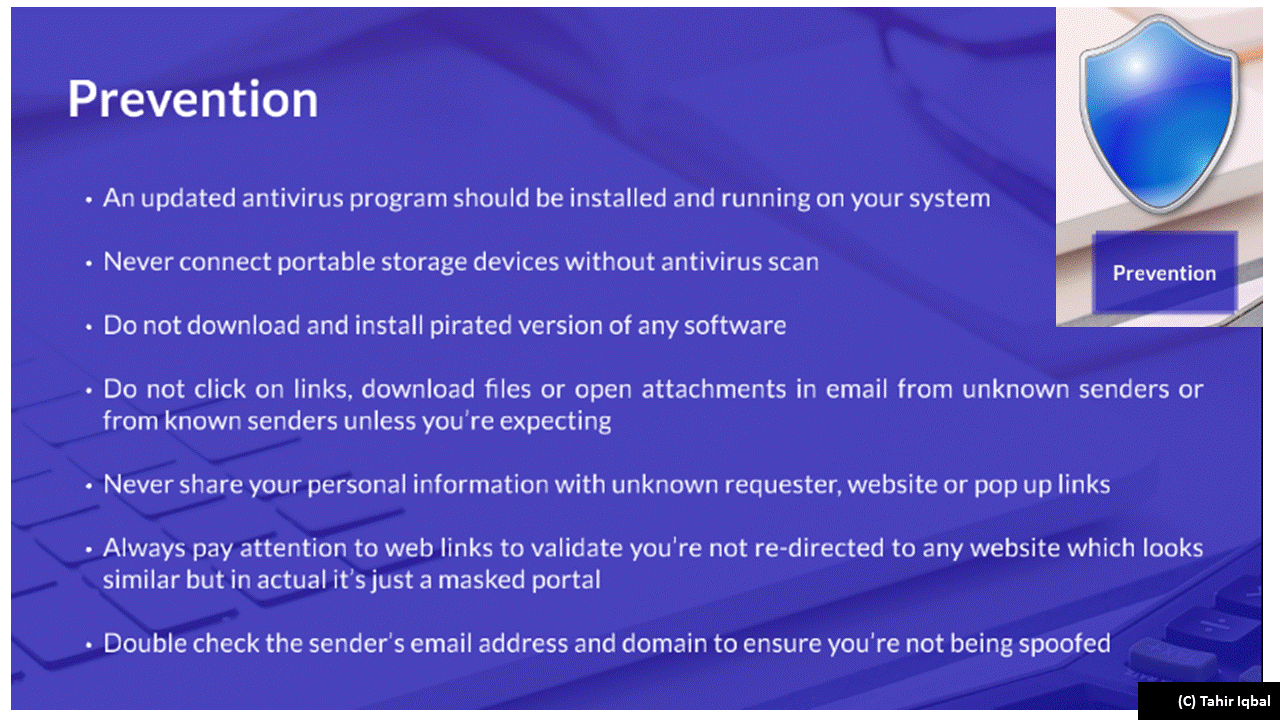 Prevention
• An updated antivirus program should be installed and running on your system
• Never connect portable storage devices without antivirus scan
• Do not download and install pirated version of any software
• Do not click on links, download files or open attachments in email from unknown senders or
from known senders unless you're expecting
• Never share your personal information with unknown requester, website or pop up links
• Always pay attention to web links to validate you're not re-directed to any website which looks
similar but in actual it's just a masked portal
• Double check the sender's email address and domain to ensure you're not being spoofed
Prevention
(C) Tahir Iqbal